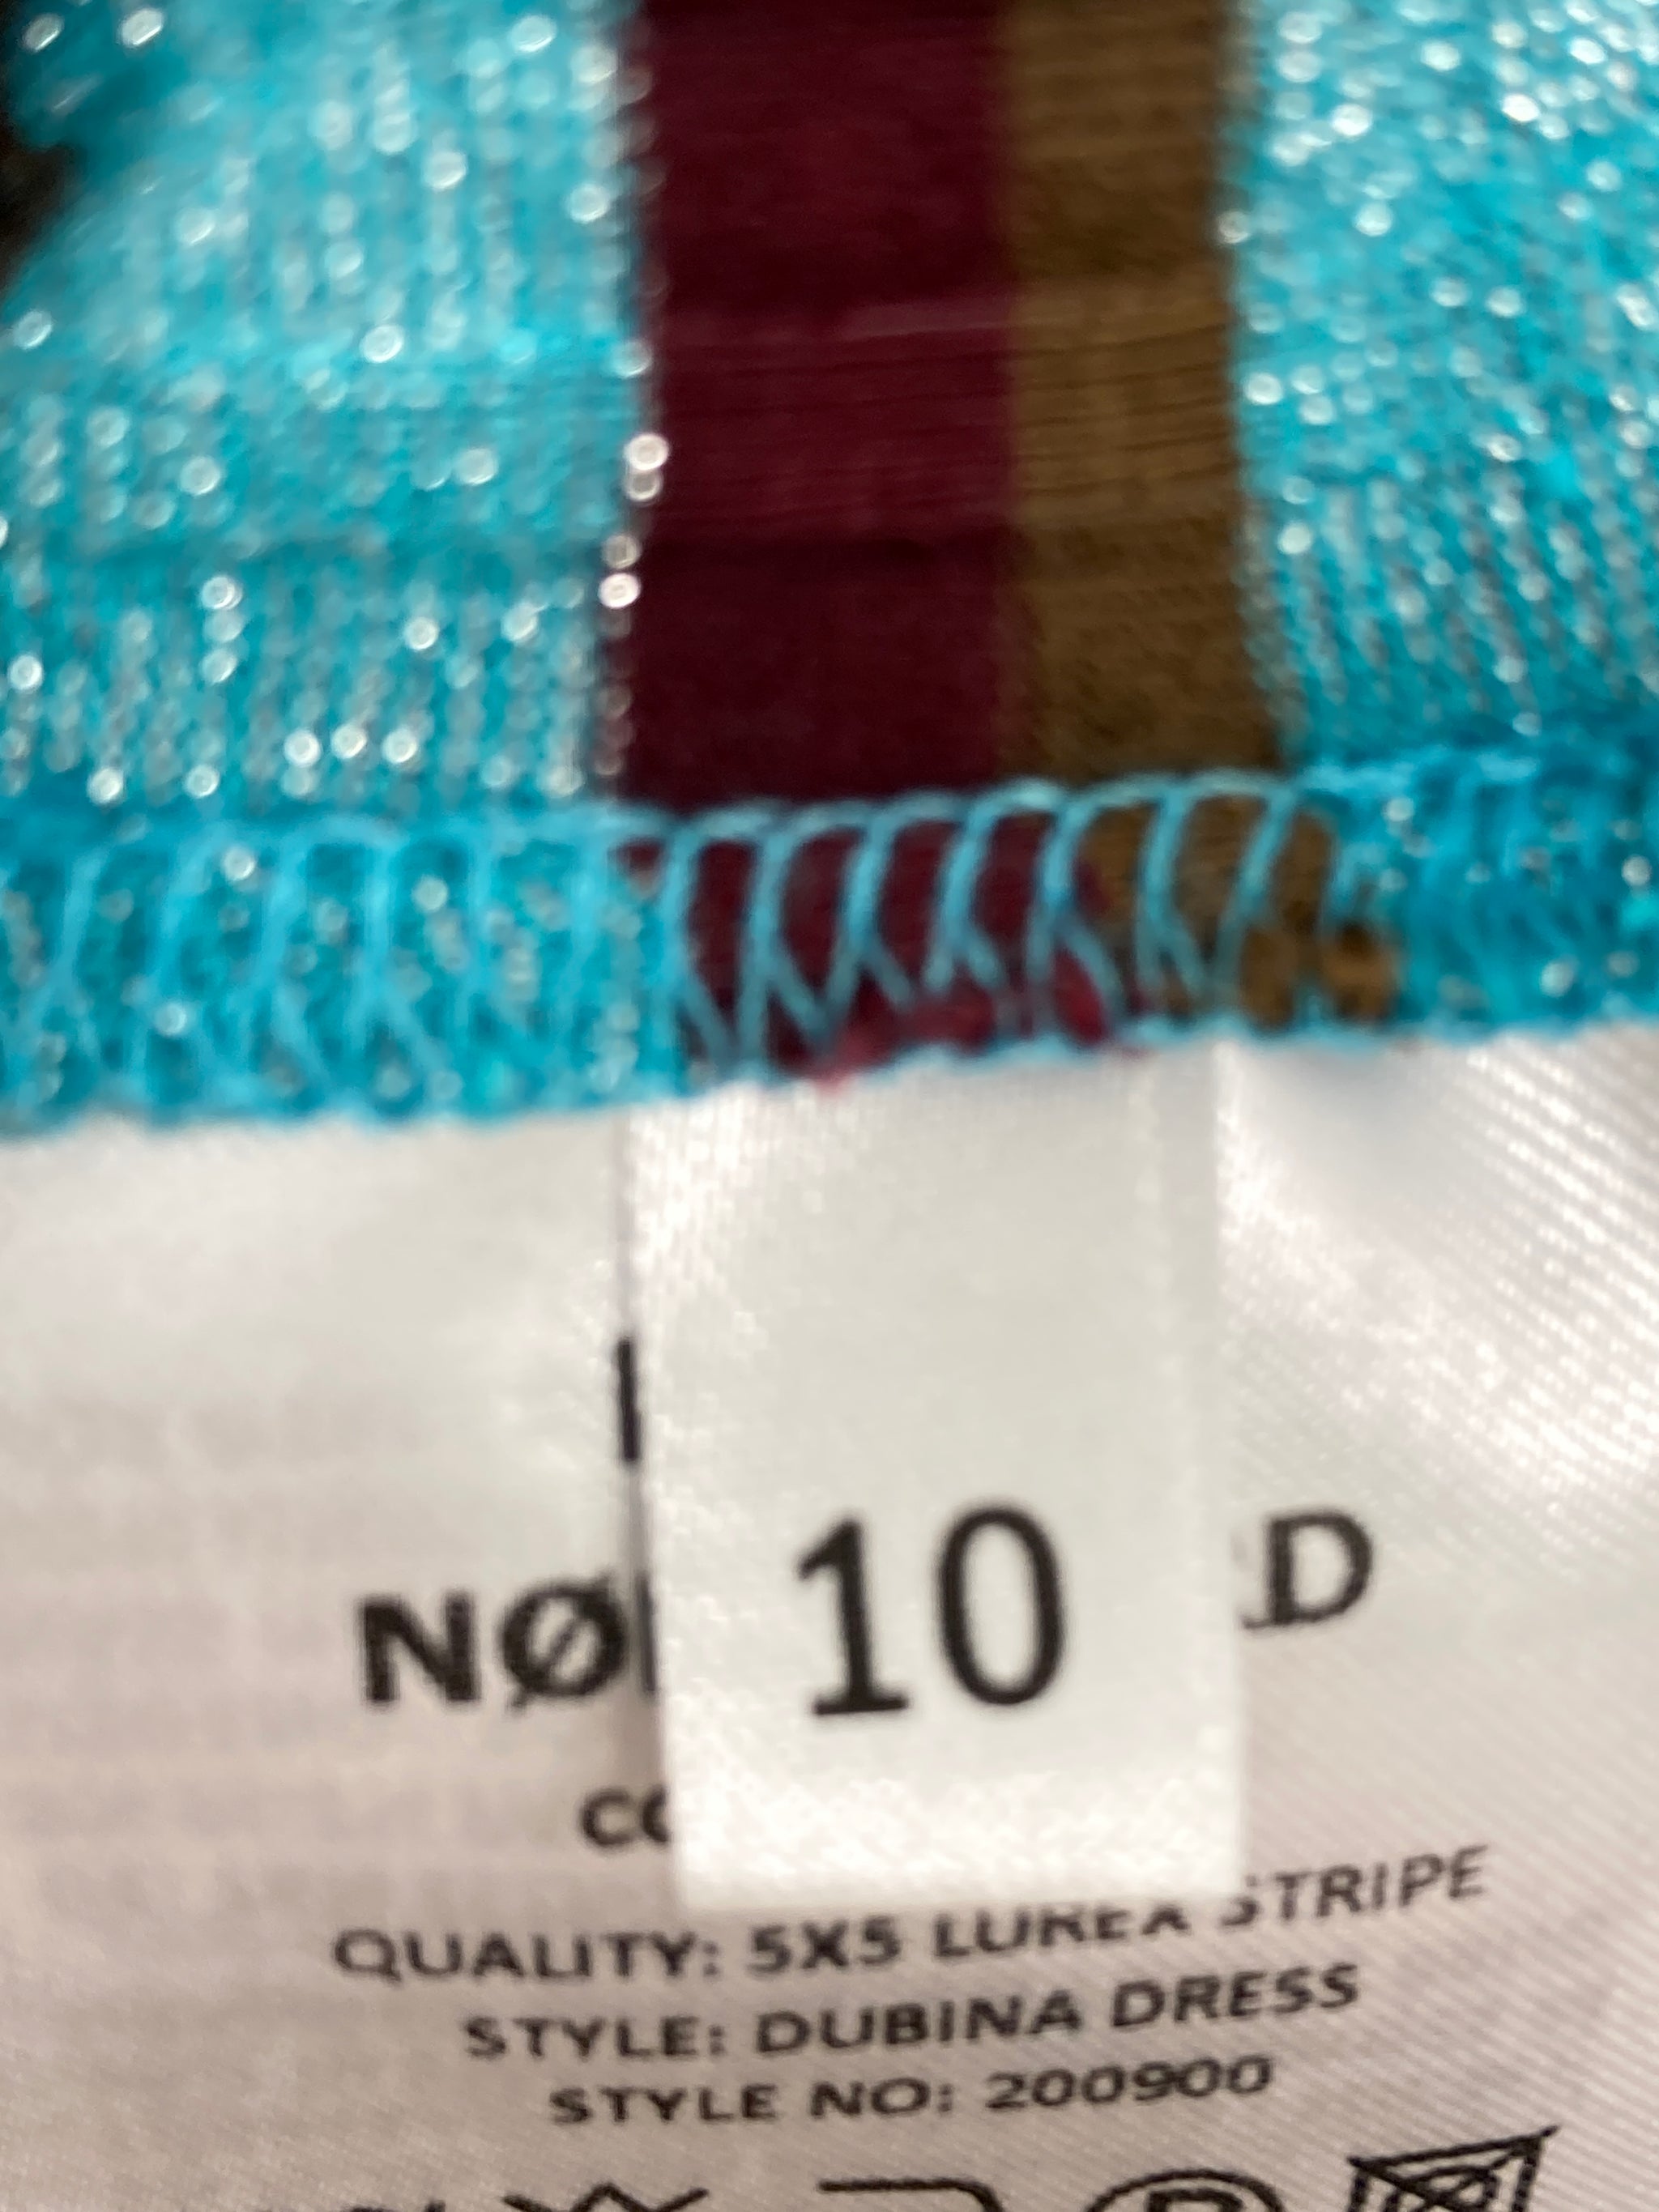 10
D
QUALITY: 5X5 LUREX STRIPE
STYLE: DUBINA DRESS
STYLE NO: 200900